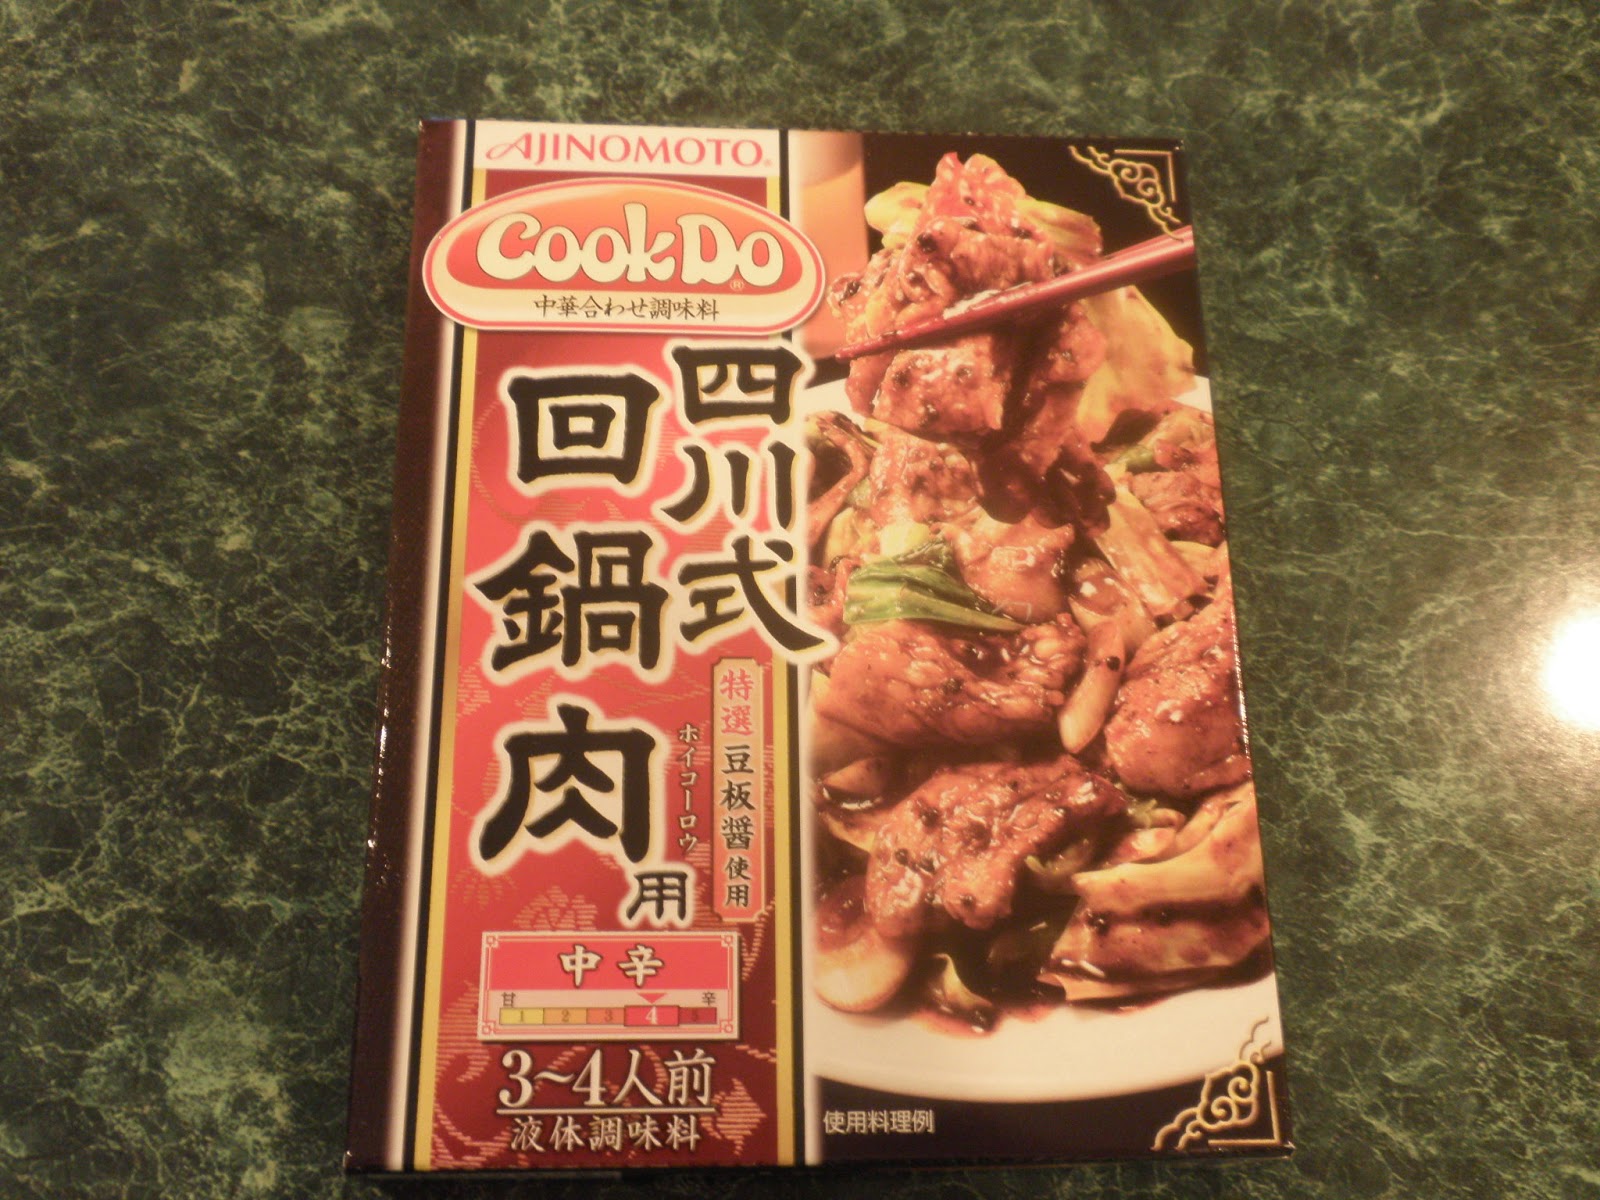 AJINOMOTO®
CookDo®
中華合わせ調味料
四川式
回鍋肉用
ホイコーロウ
特選豆板醤使用
中辛
甘 辛
1 2 3 4 5
3~4人前
液体調味料
使用料理例